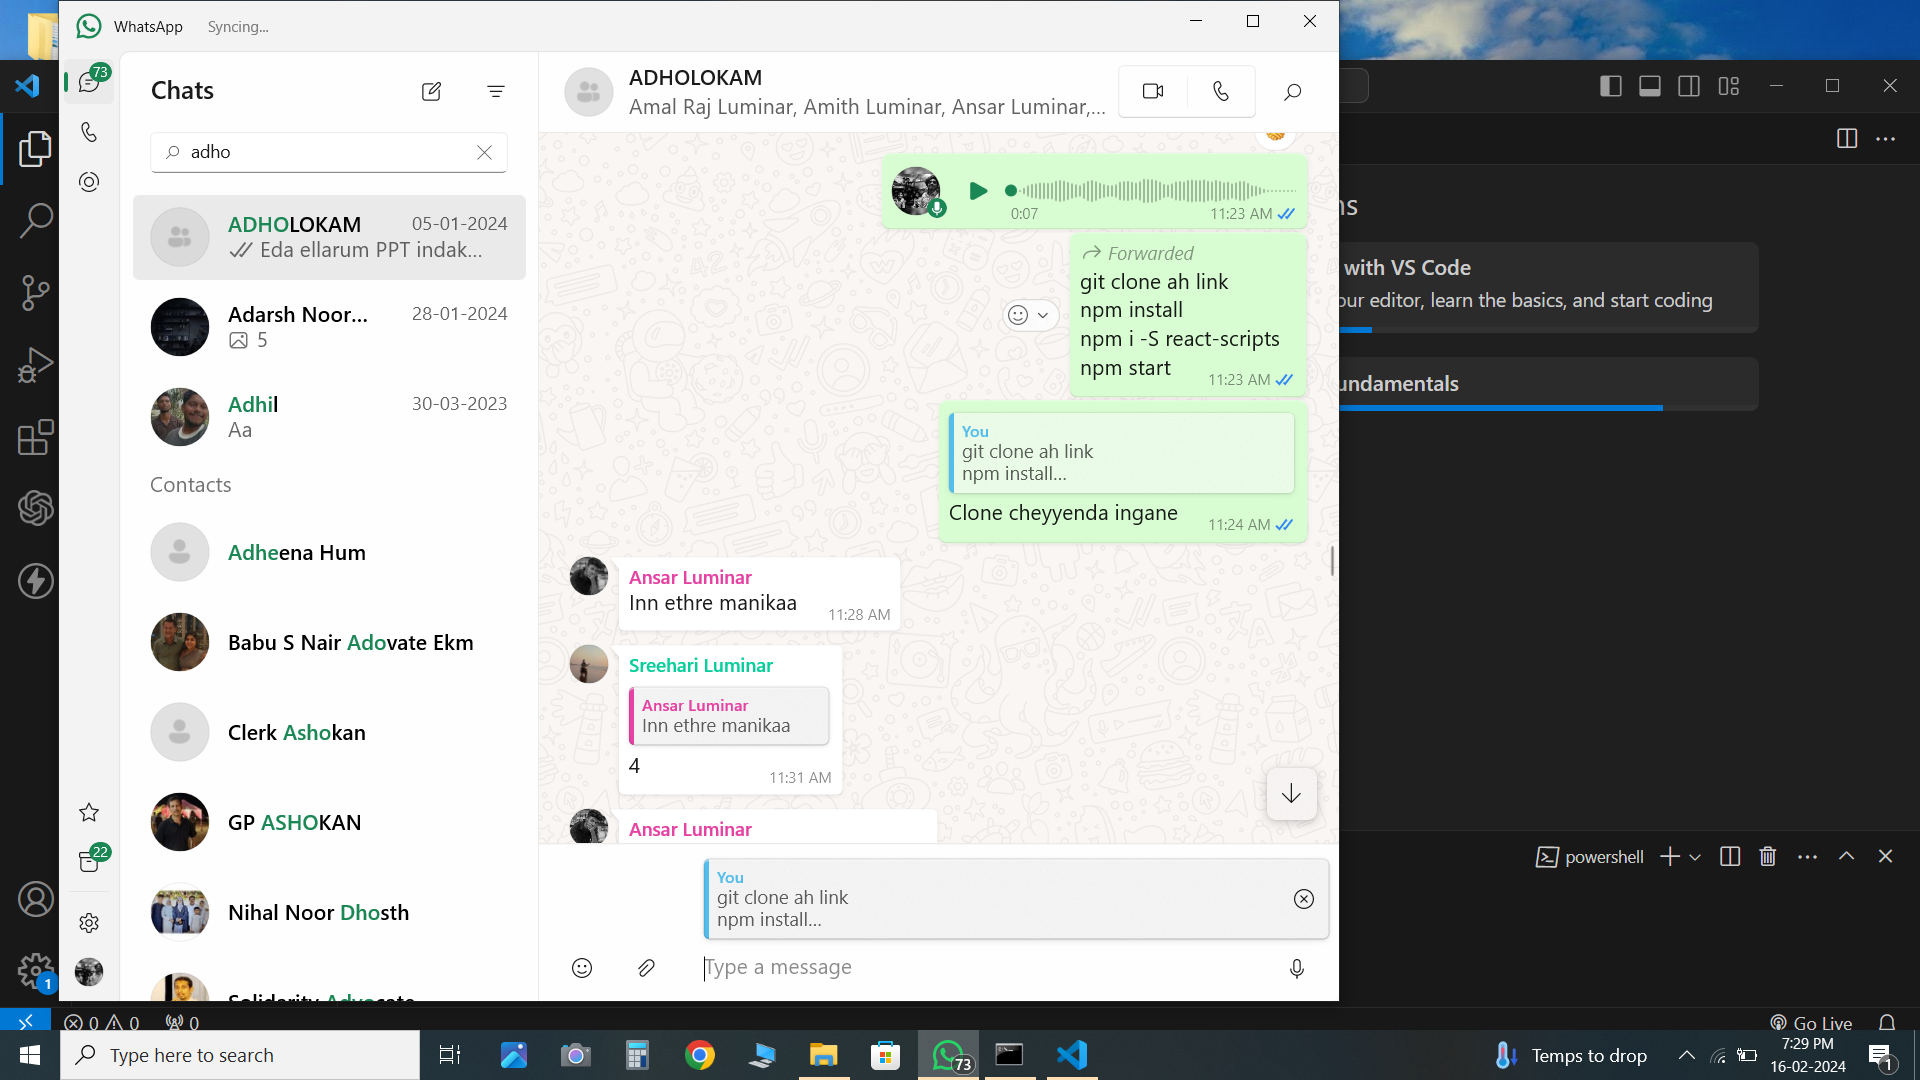 WhatsApp
Syncing...
73
Chats
adho
ADHOLOKAM
05-01-2024
Eda ellarum PPT indak...
Adarsh Noor...
28-01-2024
5
Adhil
30-03-2023
Aa
Contacts
Adheena Hum
Babu S Nair Adovate Ekm
Clerk Ashokan
GP ASHOKAN
Nihal Noor Dhosth
Solidarity Advocate
22
ADHOLOKAM
Amal Raj Luminar, Amith Luminar, Ansar Luminar,...
0:07
11:23 AM
Forwarded
git clone ah link
npm install
npm i -S react-scripts
npm start
11:23 AM
You
git clone ah link
npm install...
Clone cheyyenda ingane
11:24 AM
Ansar Luminar
Inn ethre manikaa
11:28 AM
Sreehari Luminar
Ansar Luminar
Inn ethre manikaa
4
11:31 AM
Ansar Luminar
You
git clone ah link
npm install...
Type a message
ns
with VS Code
our editor, learn the basics, and start coding
undamentals
powershell
1
0 0 0
Go Live
Type here to search
73
Temps to drop
7:29 PM
16-02-2024
1